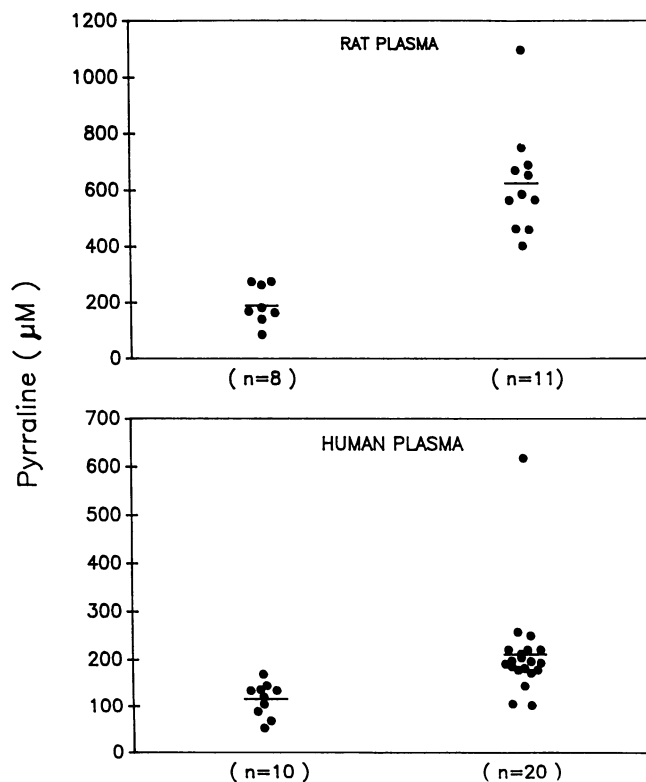 Pyrraline ( μM )
RAT PLASMA
1200
1000
800
600
400
200
0
( n=8 )
( n=11)
HUMAN PLASMA
700
600
500
400
300
200
100
0
( n=10 )
( n=20 )